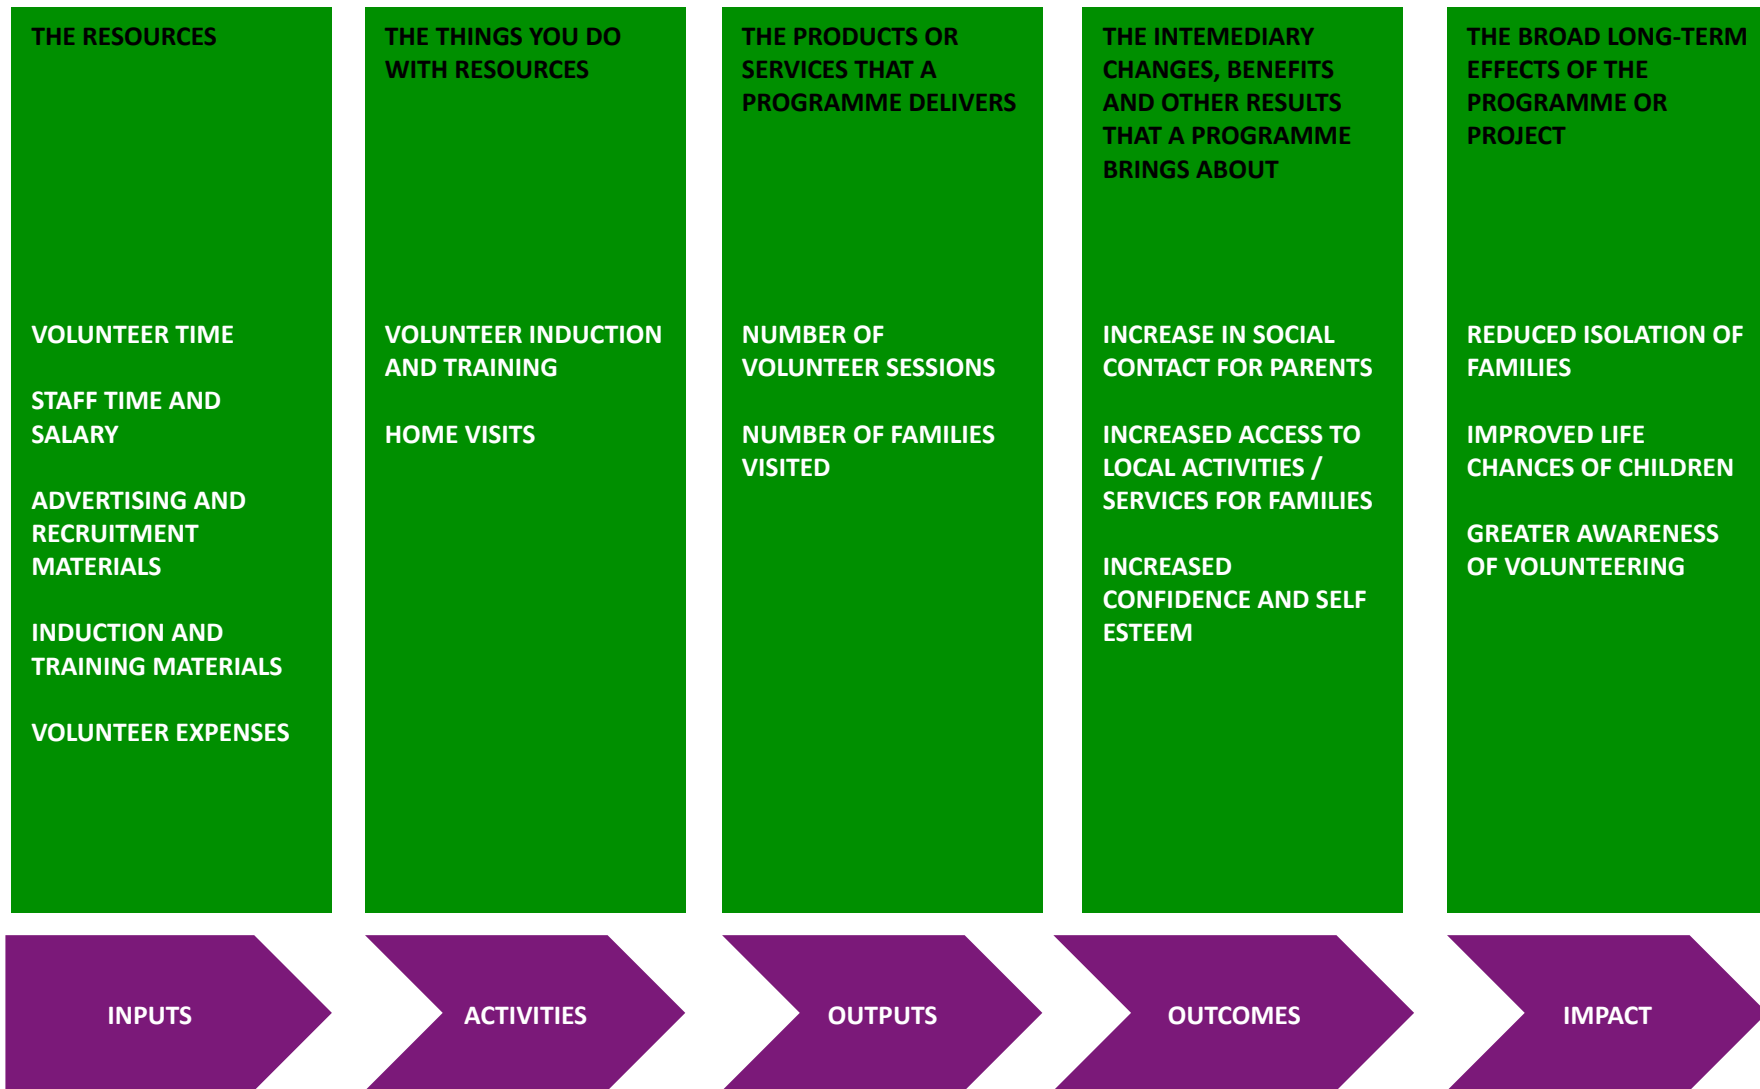 THE RESOURCES
VOLUNTEER TIME
STAFF TIME AND
SALARY
ADVERTISING AND
RECRUITMENT
MATERIALS
INDUCTION AND
TRAINING MATERIALS
VOLUNTEER EXPENSES
THE THINGS YOU DO
WITH RESOURCES
VOLUNTEER INDUCTION
AND TRAINING
HOME VISITS
THE PRODUCTS OR
SERVICES THAT A
PROGRAMME DELIVERS
NUMBER OF
VOLUNTEER SESSIONS
NUMBER OF FAMILIES
VISITED
THE INTEMEDIARY
CHANGES, BENEFITS
AND OTHER RESULTS
THAT A PROGRAMME
BRINGS ABOUT
INCREASE IN SOCIAL
CONTACT FOR PARENTS
INCREASED ACCESS TO
LOCAL ACTIVITIES /
SERVICES FOR FAMILIES
INCREASED
CONFIDENCE AND SELF
ESTEEM
THE BROAD LONG-TERM
EFFECTS OF THE
PROGRAMME OR
PROJECT
REDUCED ISOLATION OF
FAMILIES
IMPROVED LIFE
CHANCES OF CHILDREN
GREATER AWARENESS
OF VOLUNTEERING
INPUTS
ACTIVITIES
OUTPUTS
OUTCOMES
IMPACT